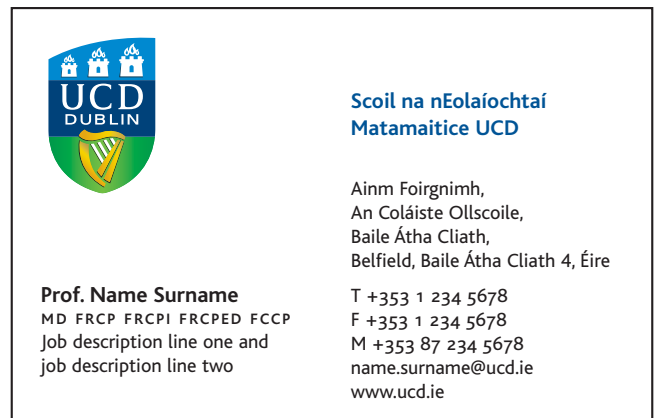 UCD
DUBLIN
Prof. Name Surname
MD FRCP FRCPI FRCPED FCCP
Job description line one and
job description line two
Scoil na nEolaíochtaí
Matamaitice UCD
Ainm Foirgnimh,
An Coláiste Ollscoile,
Baile Átha Cliath,
Belfield, Baile Átha Cliath 4, Éire
T +353 1 234 5678
F +353 1 234 5678
M +353 87 234 5678
name.surname@ucd.ie
www.ucd.ie